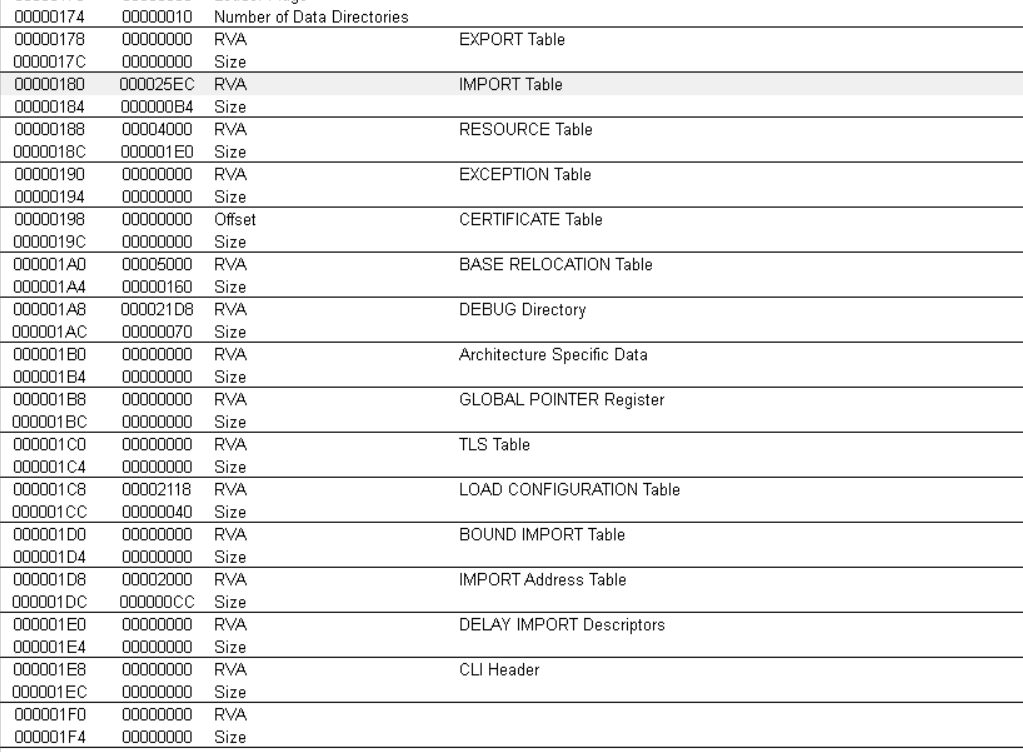 00000174 00000010 Number of Data Directories
00000178 00000000 RVA EXPORT Table
0000017C 00000000 Size
00000180 000025EC RVA IMPORT Table
00000184 000000B4 Size
00000188 00004000 RVA RESOURCE Table
0000018C 000001E0 Size
00000190 00000000 RVA EXCEPTION Table
00000194 00000000 Size
00000198 00000000 Offset CERTIFICATE Table
0000019C 00000000 Size
000001A0 00005000 RVA BASE RELOCATION Table
000001A4 00000160 Size
000001A8 000021D8 RVA DEBUG Directory
000001AC 00000070 Size
000001B0 00000000 RVA Architecture Specific Data
000001B4 00000000 Size
000001B8 00000000 RVA GLOBAL POINTER Register
000001BC 00000000 Size
000001C0 00000000 RVA TLS Table
000001C4 00000000 Size
000001C8 00002118 RVA LOAD CONFIGURATION Table
000001CC 00000040 Size
000001D0 00000000 RVA BOUND IMPORT Table
000001D4 00000000 Size
000001D8 00002000 RVA IMPORT Address Table
000001DC 000000CC Size
000001E0 00000000 RVA DELAY IMPORT Descriptors
000001E4 00000000 Size
000001E8 00000000 RVA CLI Header
000001EC 00000000 Size
000001F0 00000000 RVA
000001F4 00000000 Size